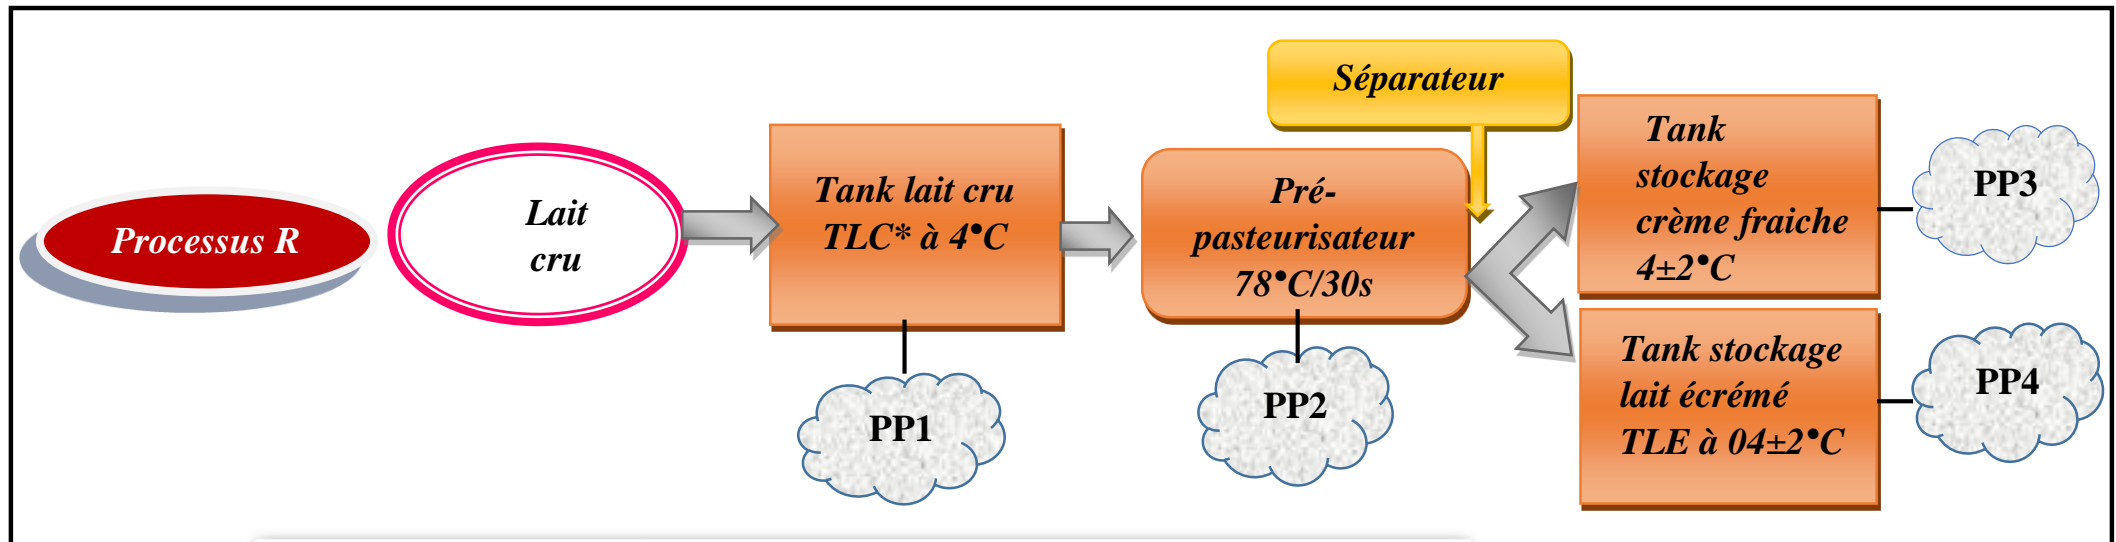 Processus R
Lait
cru
Tank lait cru
TLC* à 4°C
PP1
Pré-
pasteurisateur
78°C/30s
PP2
Séparateur
Tank
stockage
crème fraiche
4±2°C
PP3
Tank stockage
lait écrémé
TLE à 04±2°C
PP4